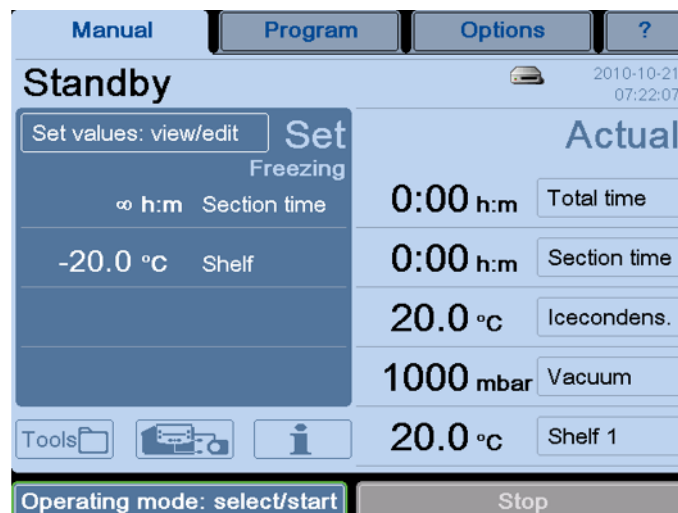 Manual
Program
Options
?
Standby
2010-10-21
07:22:07
Set values: view/edit
Set
Actual
Freezing
∞ h:m Section time
0:00 h:m Total time
-20.0 °C Shelf
0:00 h:m Section time
20.0 °C Icecondens.
1000 mbar Vacuum
Tools
i
20.0 °C Shelf 1
Operating mode: select/start
Stop